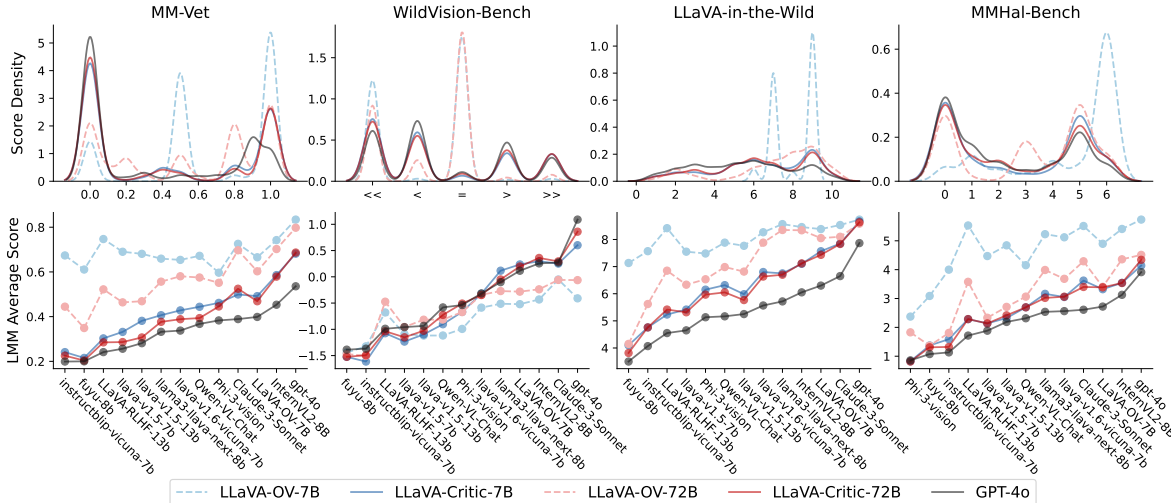 MM-Vet
WildVision-Bench
LLaVA-in-the-Wild
MMHal-Bench
Score Density
5
4
3
2
1
0
0.0 0.2 0.4 0.6 0.8 1.0
1.5
1.0
0.5
0.0
<< < = > >>
1.0
0.8
0.6
0.4
0.2
0.0
0 2 4 6 8 10
0.6
0.4
0.2
0.0
0 1 2 3 4 5 6
LMM Average Score
0.8
0.6
0.4
0.2
instructblip-vicuna-7b
fuyu-8b
LLaVA-RLHF-13b
llava-v1.5-7b
llava-v1.5-13b
llama3-llava-next-8b
llava-v1.6-vicuna-7b
Qwen-VL-Chat
Phi-3-vision
Claude-3-Sonnet
LLaVA-OV-7B
InternVL2-8B
gpt-4o
1.0
0.5
0.0
−0.5
−1.0
−1.5
fuyu-8b
instructblip-vicuna-7b
LLaVA-RLHF-13b
llava-v1.5-7b
llava-v1.5-13b
Qwen-VL-Chat
Phi-3-vision
llava-v1.6-vicuna-7b
llama3-llava-next-8b
LLaVA-OV-7B
InternVL2-8B
Claude-3-Sonnet
gpt-4o
8
7
6
5
4
fuyu-8b
instructblip-vicuna-7b
LLaVA-RLHF-13b
llava-v1.5-7b
Phi-3-vision
llava-v1.5-13b
Qwen-VL-Chat
llama3-llava-next-8b
llava-v1.6-vicuna-7b
InternVL2-8B
LLaVA-OV-7B
Claude-3-Sonnet
gpt-4o
5
4
3
2
1
Phi-3-vision
fuyu-8b
instructblip-vicuna-7b
LLaVA-RLHF-13b
llava-v1.5-7b
llava-v1.5-13b
Qwen-VL-Chat
llama3-llava-next-8b
llava-v1.6-vicuna-7b
Claude-3-Sonnet
LLaVA-OV-7B
InternVL2-8b
gpt-4o
LLaVA-OV-7B LLaVA-Critic-7B LLaVA-OV-72B LLaVA-Critic-72B GPT-4o